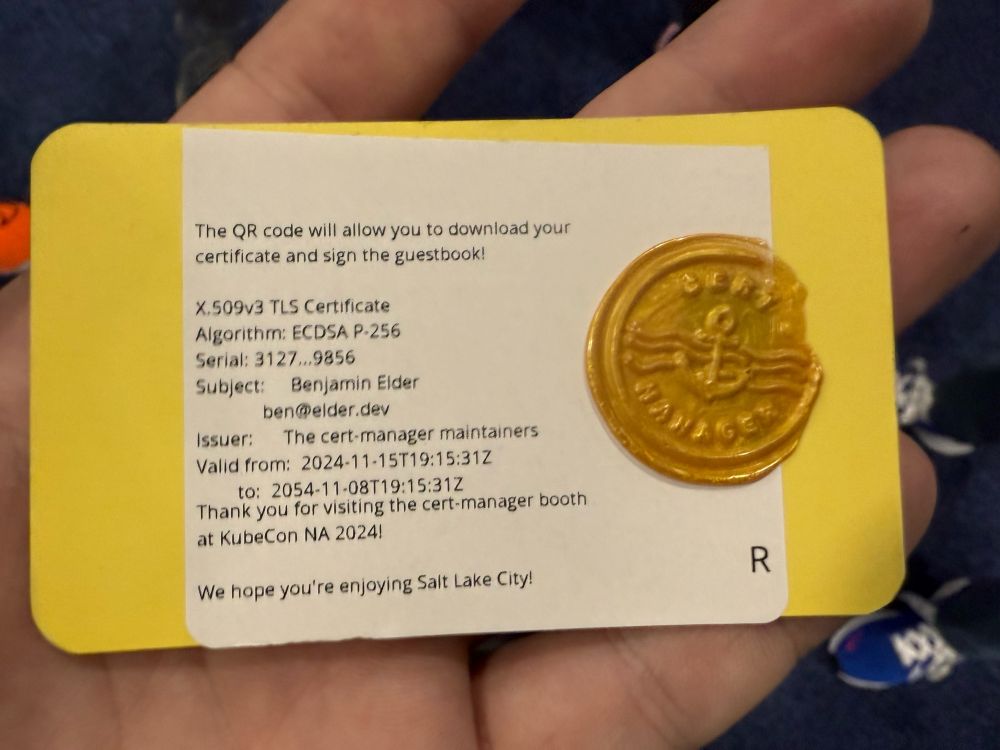 The QR code will allow you to download your
certificate and sign the guestbook!
X.509v3 TLS Certificate
Algorithm: ECDSA P-256
Serial: 3127...9856
Subject: Benjamin Elder
ben@elder.dev
Issuer: The cert-manager maintainers
Valid from: 2024-11-15T19:15:31Z
to: 2054-11-08T19:15:31Z
Thank you for visiting the cert-manager booth
at KubeCon NA 2024!
We hope you're enjoying Salt Lake City!
R
CERT
MANAGER